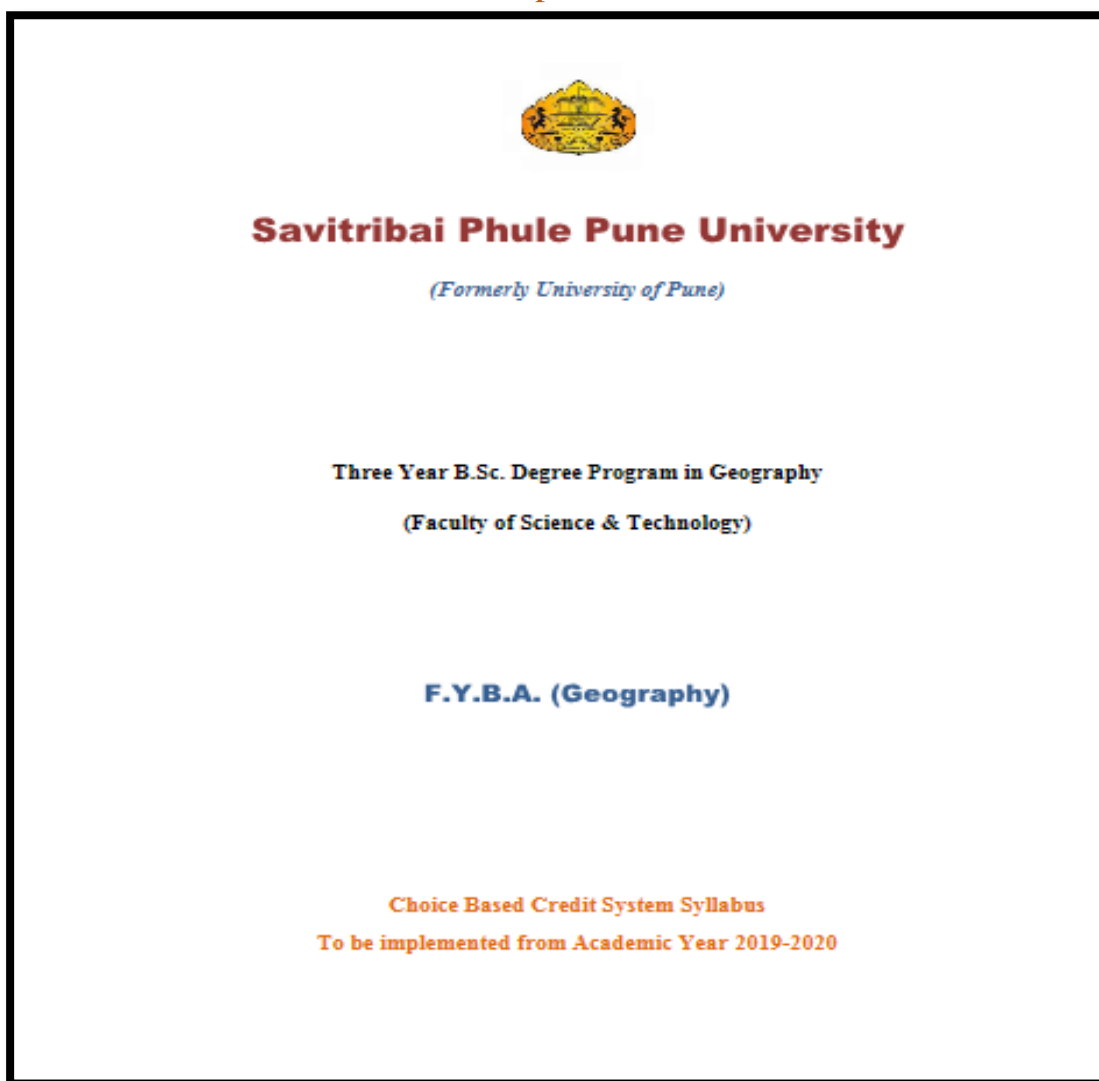 Savitribai Phule Pune University
(Formerly University of Pune)
Three Year B.Sc. Degree Program in Geography
(Faculty of Science & Technology)
F.Y.B.A. (Geography)
Choice Based Credit System Syllabus
To be implemented from Academic Year 2019-2020